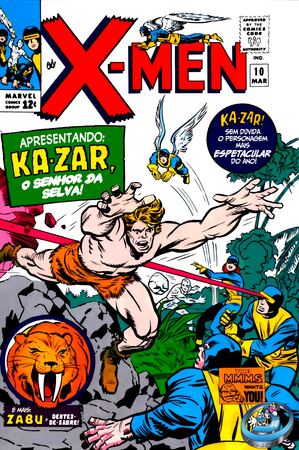 APPROVED
BY THE
COMICS
CODE
AUTHORITY
OS
X-MEN
IND.
MARVEL
COMICS GROUP 12¢
10
MAR
APRESENTANDO:
KA-ZAR,
O SENHOR DA
SELVA!
KA-ZAR!
SEM DÚVIDA
O PERSONAGEM
MAIS
ESPETACULAR
DO ANO!
THE
M.M.M.S.
WANTS
YOU!
E MAIS:
ZABU, DENTES-
DE-SABRE!